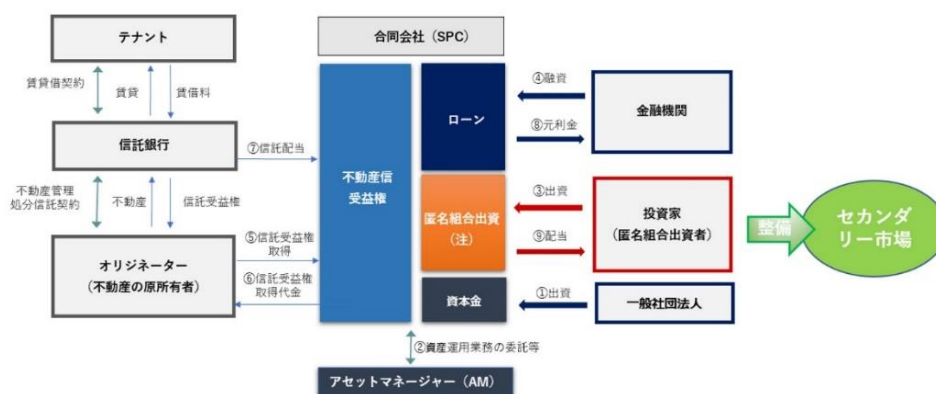 テナント
合同会社（SPC）
賃貸借契約
賃貸
賃借料
④融資
ローン
金融機関
⑧元利金
信託銀行
⑦信託配当
不動産信
受益権
不動産管理
処分信託契約
不動産
信託受益権
③出資
匿名組合出資
（注）
投資家
（匿名組合出資者）
⑨配当
整備
セカンダ
リー市場
オリジネーター
（不動産の原所有者）
⑤信託受益権
取得
⑥信託受益権
取得代金
資本金
①出資
一般社団法人
②資産運用業務の委託等
アセットマネージャー（AM）